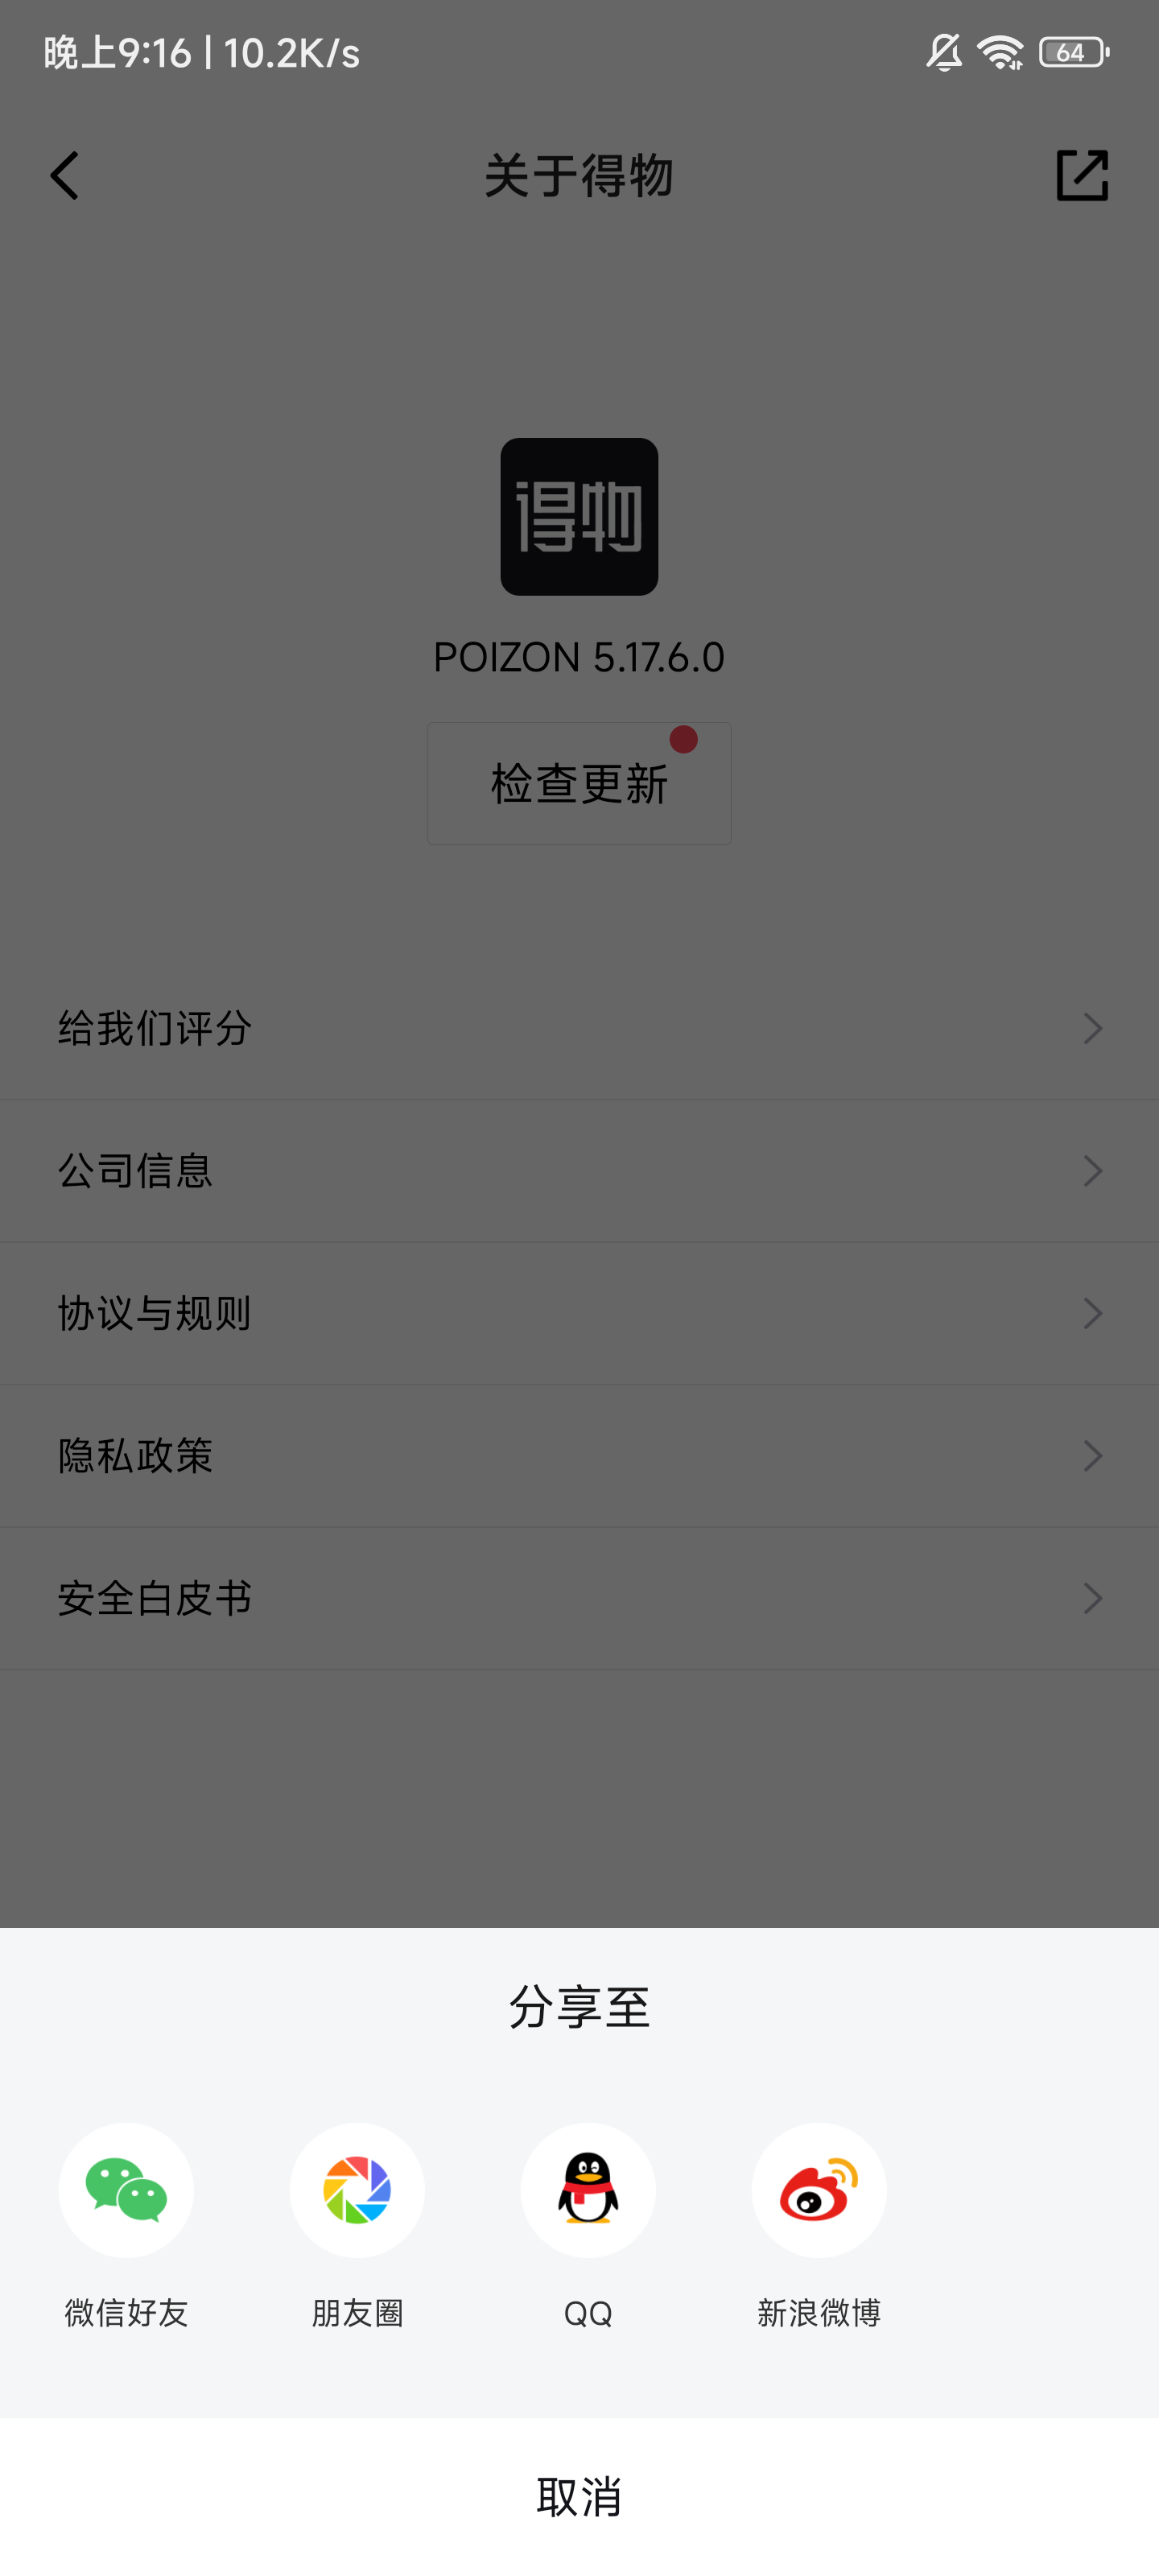 晚上9:16 | 10.2K/s
64
关于得物
得物
POIZON 5.17.6.0
检查更新
给我们评分
公司信息
协议与规则
隐私政策
安全白皮书
分享至
微信好友
朋友圈
QQ
新浪微博
取消